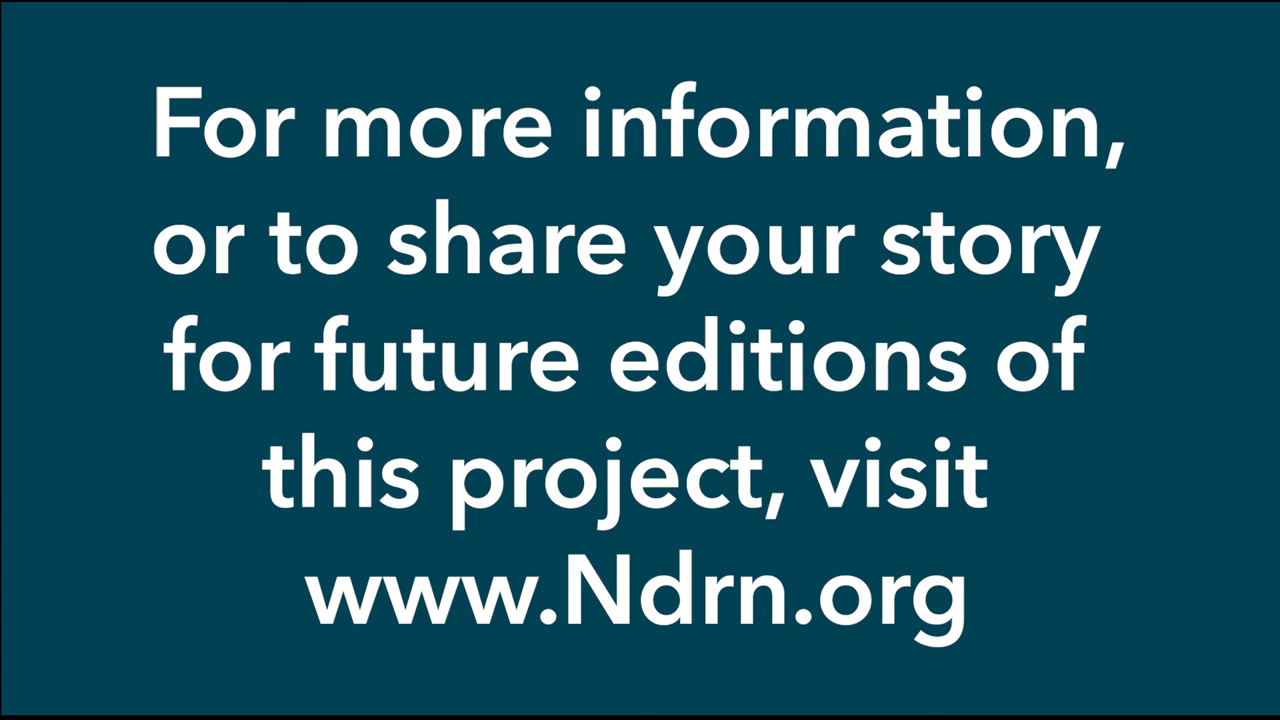 For more information,
or to share your story
for future editions of
this project, visit
www.Ndrn.org